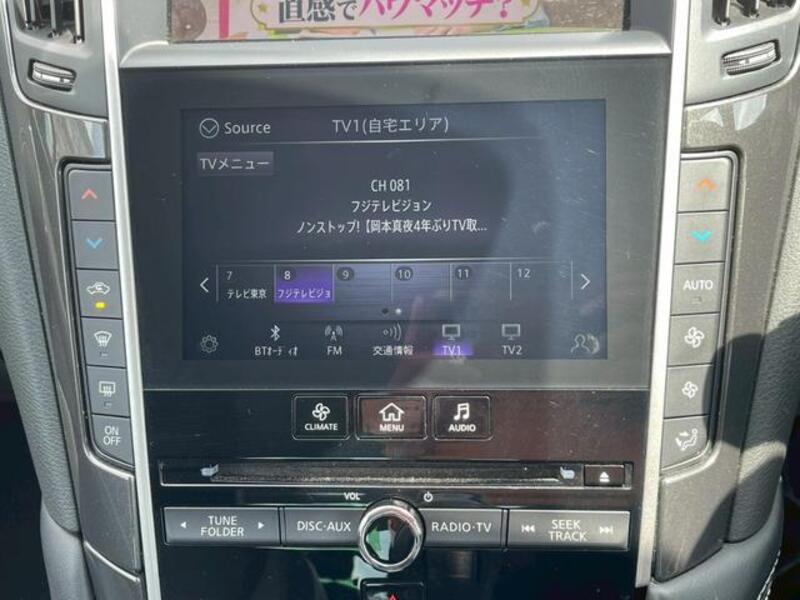 直感でハウマッチ?
Source
TV1(自宅エリア)
TVメニュー
CH 081
フジテレビジョン
ノンストップ!【岡本真夜4年ぶりTV取...
7 8 9 10 11 12
テレビ東京 フジテレビジョ
BTオーディオ FM 交通情報 TV1 TV2
AUTO
ON
OFF
CLIMATE MENU AUDIO
VOL
TUNE
FOLDER
DISC·AUX
RADIO·TV
SEEK
TRACK